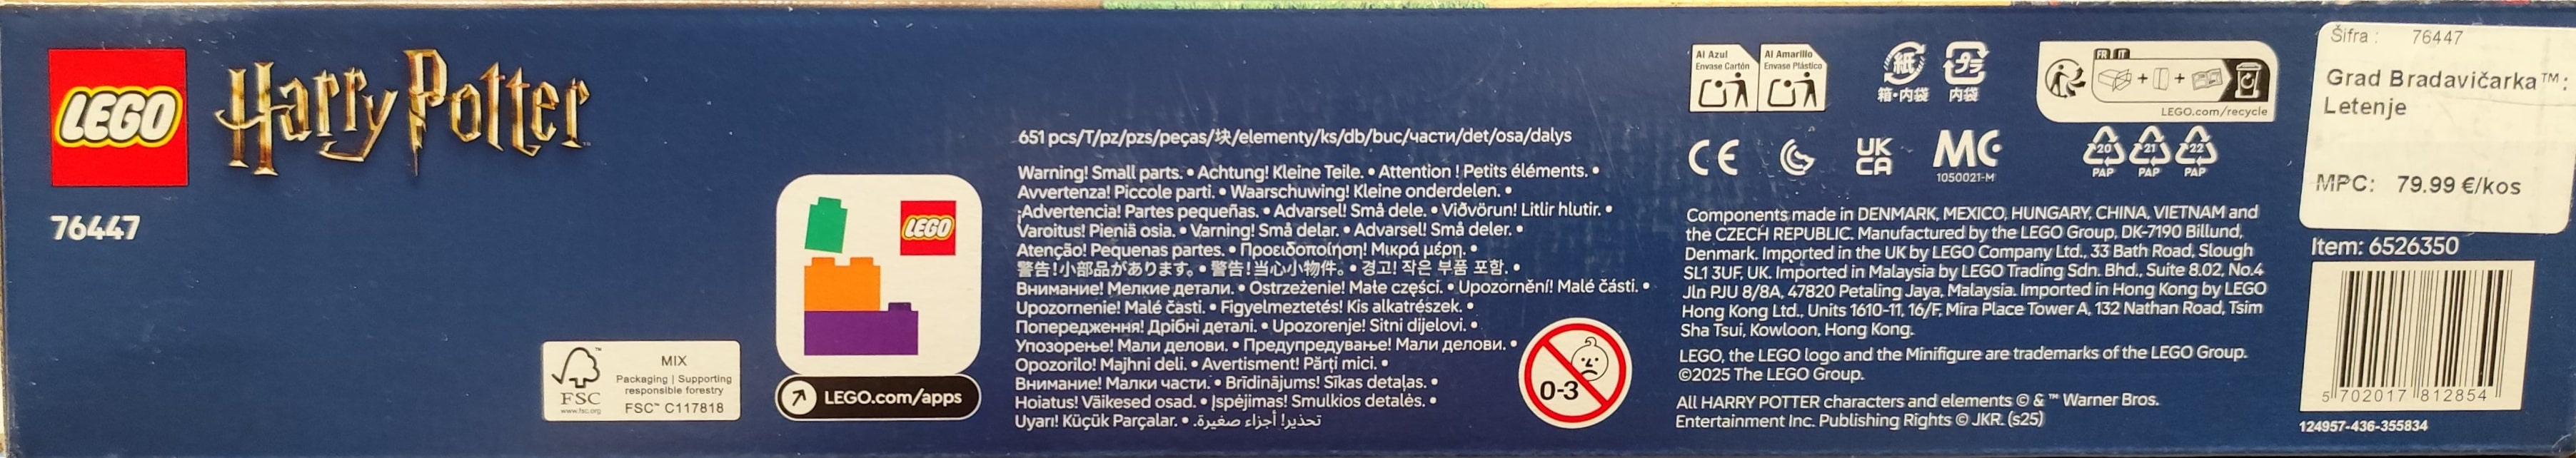 LEGO
Harry Potter
76447
FSC
www.fsc.org
MIX
Packaging | Supporting
responsible forestry
FSC™ C117818
LEGO
LEGO.com/apps
651 pcs/T/pz/pzs/peças/块/elementy/ks/db/buc/части/det/osa/dalys
Warning! Small parts. • Achtung! Kleine Teile. • Attention ! Petits éléments. •
Avvertenza! Piccole parti. • Waarschuwing! Kleine onderdelen. •
¡Advertencia! Partes pequeñas. • Advarsel! Små dele. • Viðvörun! Litlir hlutir. •
Varoitus! Pieniä osia. • Varning! Små delar. • Advarsel! Små deler. •
Atenção! Pequenas partes. • Προειδοποίηση! Μικρά μέρη. •
警告!小部品があります。• 警告!当心小物件。• 경고! 작은 부품 포함. •
Внимание! Мелкие детали. • Ostrzeżenie! Małe części. • Upozornění! Malé části. •
Upozornenie! Malé časti. • Figyelmeztetés! Kis alkatrészek. •
Попередження! Дрібні деталі. • Upozorenje! Sitni dijelovi. •
Упозорење! Мали делови. • Предупредување! Мали делови. •
Opozorilo! Majhni deli. • Avertisment! Părți mici. •
Внимание! Малки части. • Brīdinājums! Sīkas detaļas. •
Hoiatus! Väikesed osad. • Įspėjimas! Smulkios detalės. •
Uyarı! Küçük Parçalar. • تحذير! أجزاء صغيرة.
0-3
Al Azul
Envase Cartón
Al Amarillo
Envase Plástico
紙
箱・内袋
プラ
内袋
FR IT
LEGO.com/recycle
CE
UK
CA
MC
1050021-M
20
PAP
21
PAP
22
PAP
Components made in DENMARK, MEXICO, HUNGARY, CHINA, VIETNAM and
the CZECH REPUBLIC. Manufactured by the LEGO Group, DK-7190 Billund,
Denmark. Imported in the UK by LEGO Company Ltd., 33 Bath Road, Slough
SL1 3UF, UK. Imported in Malaysia by LEGO Trading Sdn. Bhd., Suite 8.02, No.4
Jln PJU 8/8A, 47820 Petaling Jaya, Malaysia. Imported in Hong Kong by LEGO
Hong Kong Ltd., Units 1610-11, 16/F, Mira Place Tower A, 132 Nathan Road, Tsim
Sha Tsui, Kowloon, Hong Kong.
LEGO, the LEGO logo and the Minifigure are trademarks of the LEGO Group.
©2025 The LEGO Group.
All HARRY POTTER characters and elements © & ™ Warner Bros.
Entertainment Inc. Publishing Rights © JKR. (s25)
Šifra : 76447
Grad Bradavičarka™:
Letenje
MPC: 79.99 €/kos
Item: 6526350
5 702017 812854
124957-436-355834